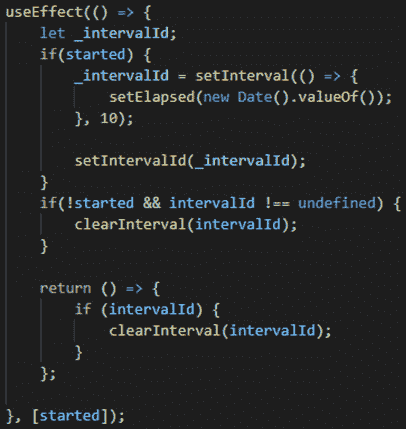 useEffect(() => {
    let _intervalId;
    if(started) {
        _intervalId = setInterval(() => {
            setElapsed(new Date().valueOf());
        }, 10);

        setIntervalId(_intervalId);
    }
    if(!started && intervalId !== undefined) {
        clearInterval(intervalId);
    }

    return () => {
        if (intervalId) {
            clearInterval(intervalId);
        }
    };

}, [started]);